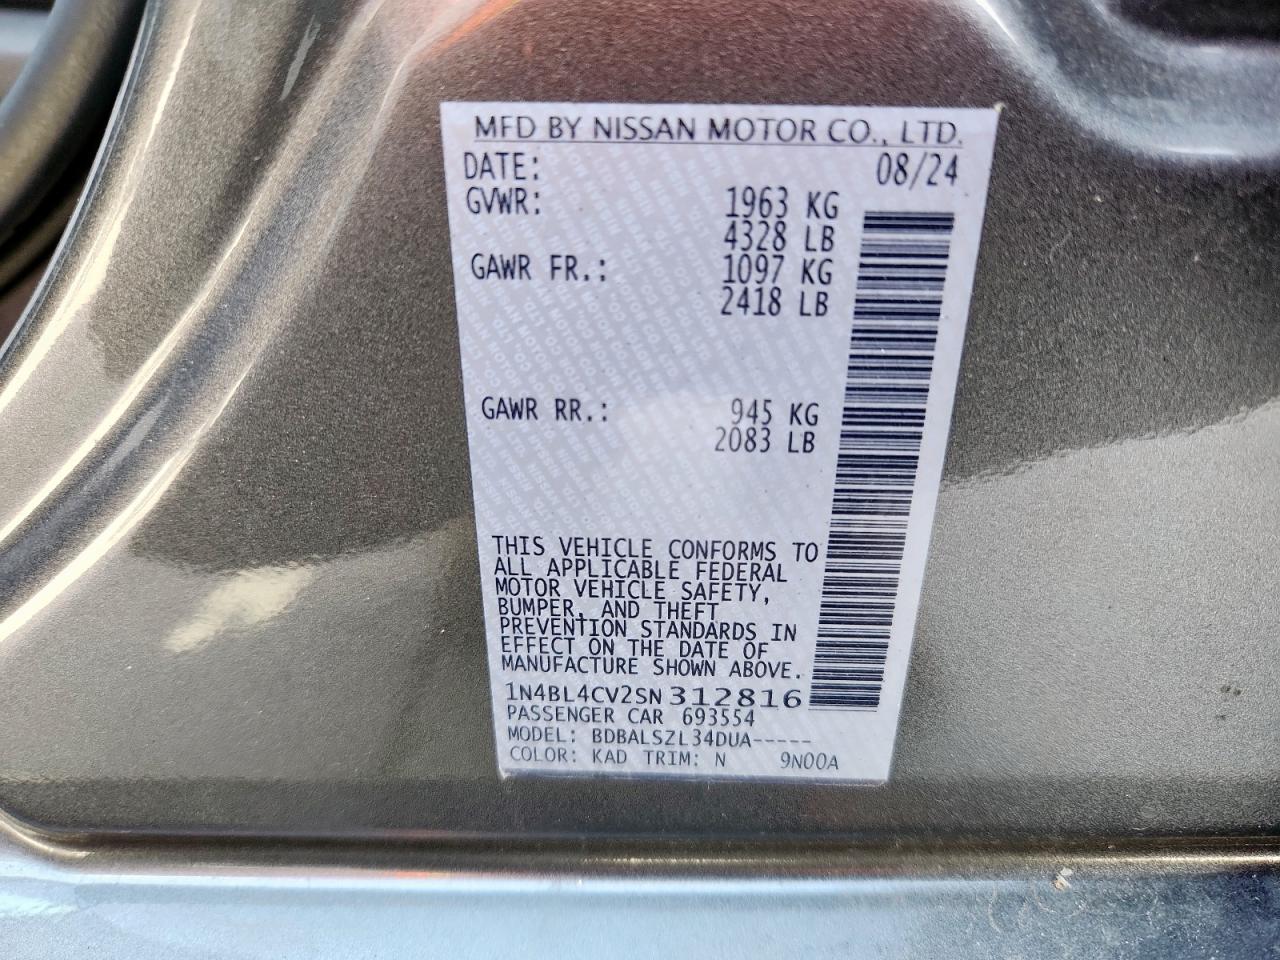 MFD BY NISSAN MOTOR CO., LTD.
DATE: 08/24
GVWR: 1963 KG
4328 LB
GAWR FR.: 1097 KG
2418 LB
GAWR RR.: 945 KG
2083 LB
THIS VEHICLE CONFORMS TO
ALL APPLICABLE FEDERAL
MOTOR VEHICLE SAFETY,
BUMPER, AND THEFT
PREVENTION STANDARDS IN
EFFECT ON THE DATE OF
MANUFACTURE SHOWN ABOVE.
1N4BL4CV2SN312816
PASSENGER CAR 693554
MODEL: BDBALSZL34DUA-----
COLOR: KAD TRIM: N 9N00A